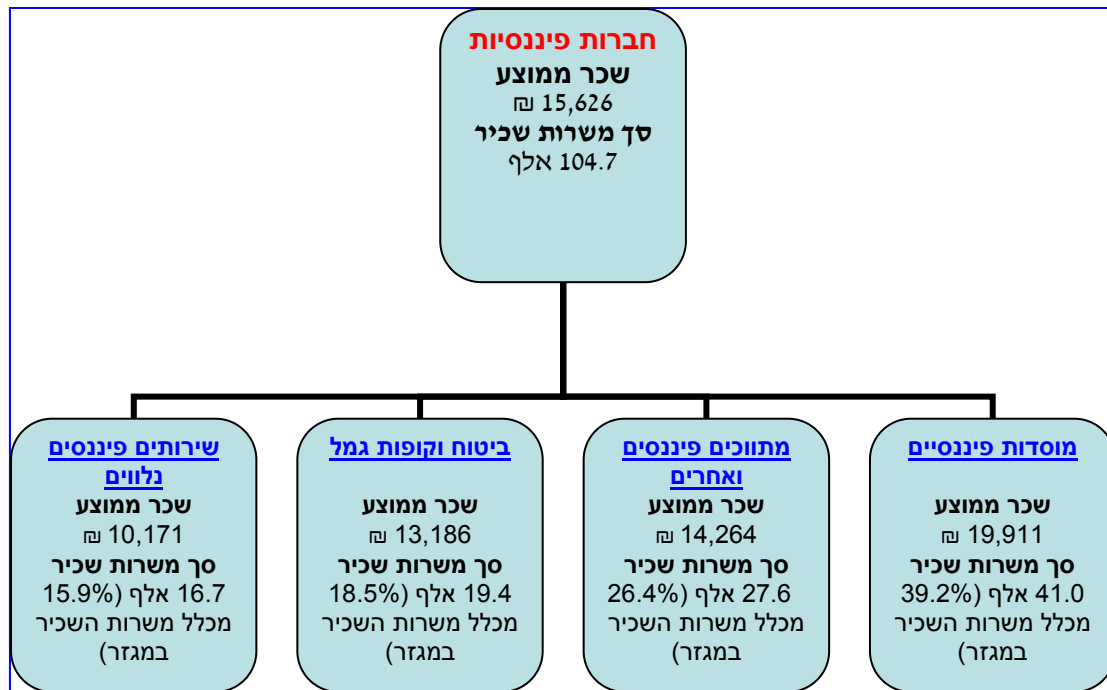 חברות פיננסיות
שכר ממוצע
15,626 ₪
סך משרות שכיר
104.7 אלף
מוסדות פיננסיים
שכר ממוצע
19,911 ₪
סך משרות שכיר
41.0 אלף (39.2%
מכלל משרות השכיר
במגזר)
מתווכים פיננסים
ואחרים
שכר ממוצע
14,264 ₪
סך משרות שכיר
27.6 אלף (26.4%
מכלל משרות השכיר
במגזר)
ביטוח וקופות גמל
שכר ממוצע
13,186 ₪
סך משרות שכיר
19.4 אלף (18.5%
מכלל משרות השכיר
במגזר)
שירותים פיננסים
נלווים
שכר ממוצע
10,171 ₪
סך משרות שכיר
16.7 אלף (15.9%
מכלל משרות השכיר
במגזר)